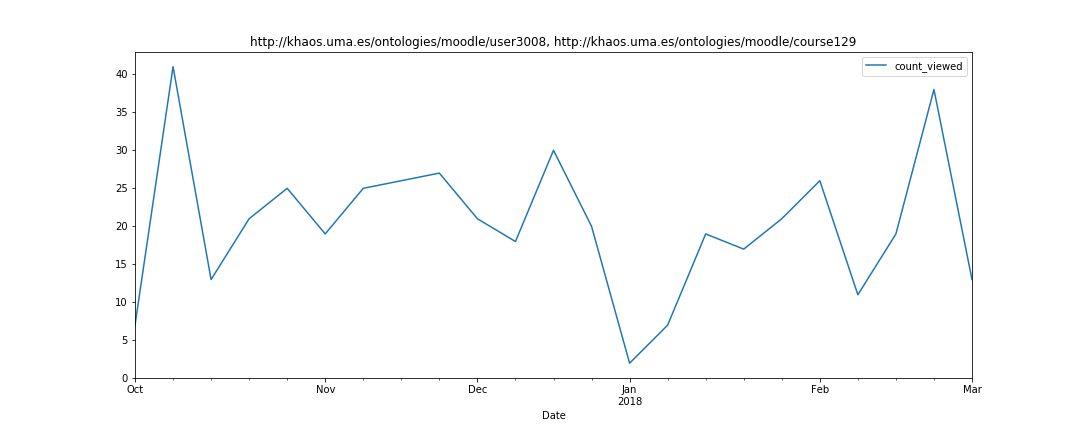 http://khaos.uma.es/ontologies/moodle/user3008, http://khaos.uma.es/ontologies/moodle/course129
count_viewed
40
35
30
25
20
15
10
5
0
Oct Nov Dec Jan Feb Mar
2018
Date